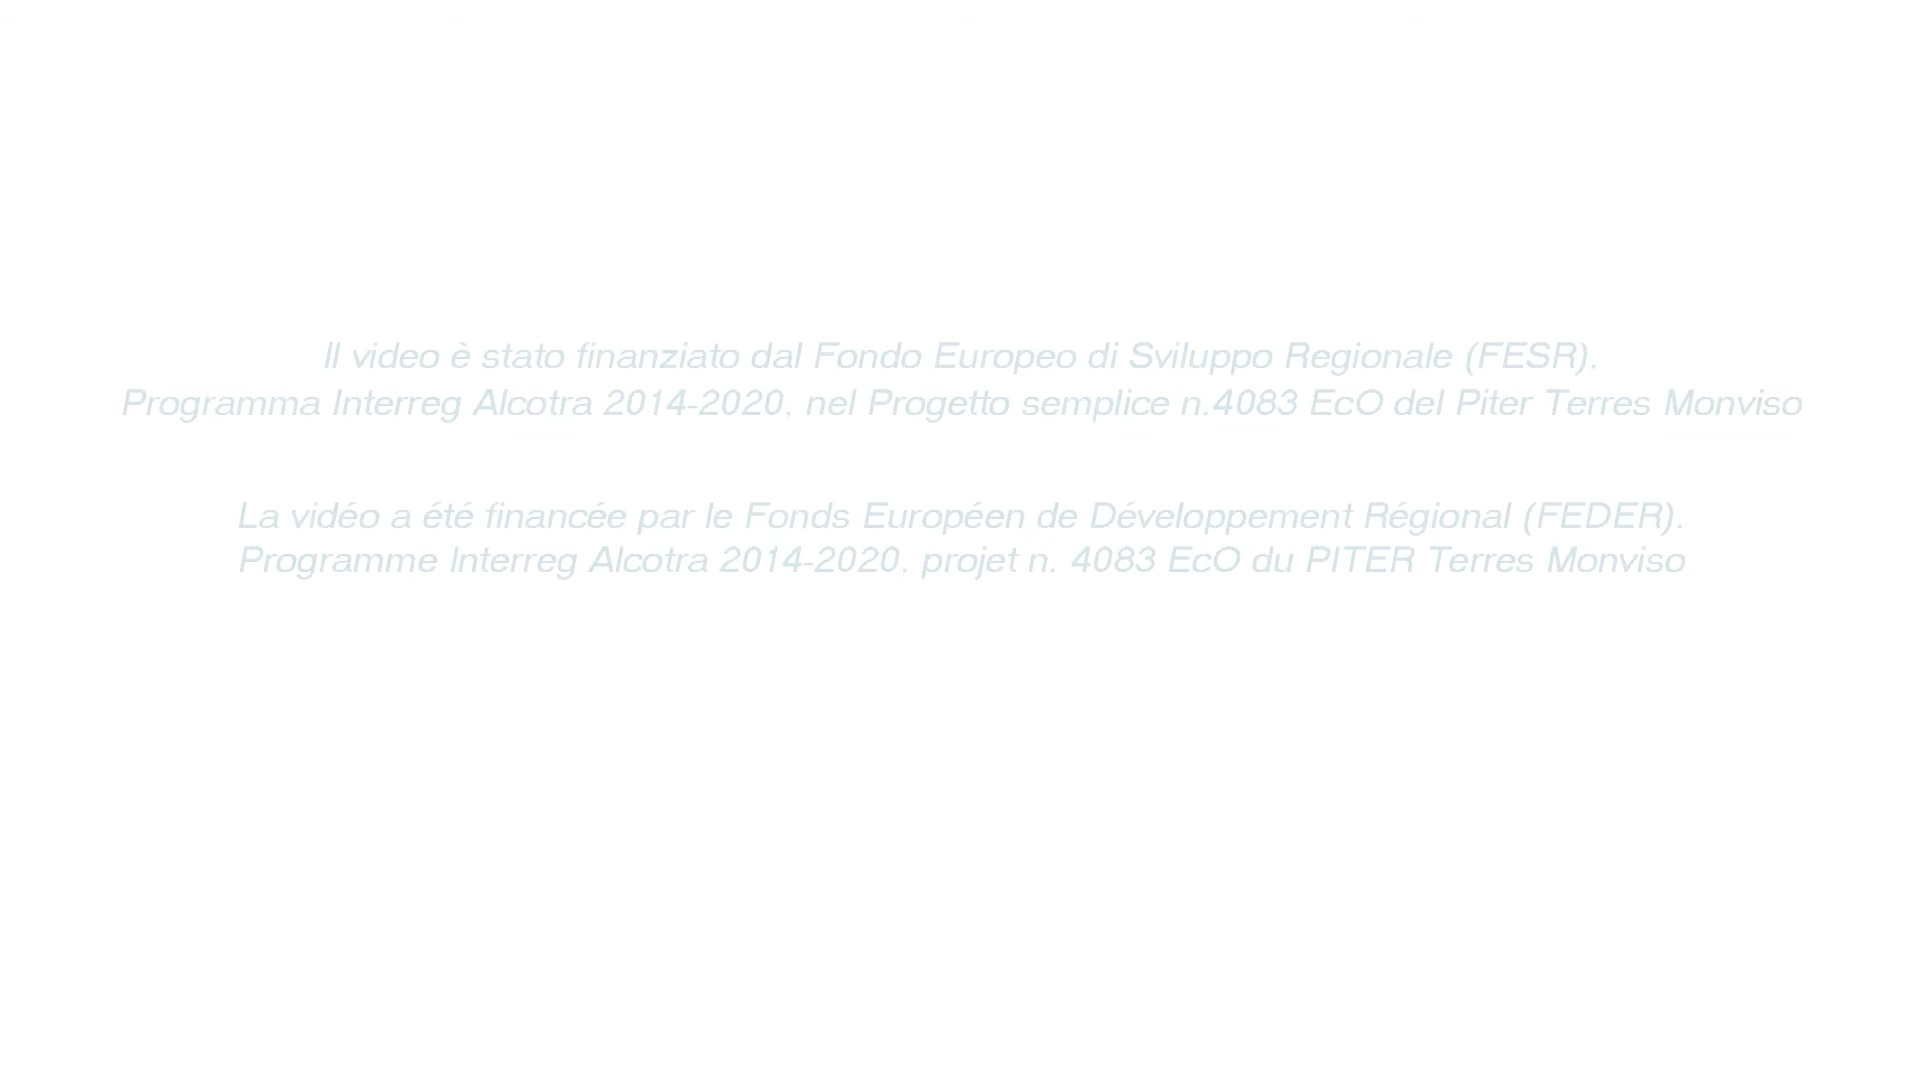 Il video è stato finanziato dal Fondo Europeo di Sviluppo Regionale (FESR),
Programma Interreg Alcotra 2014-2020, nel Progetto semplice n.4083 EcO del Piter Terres Monviso
La vidéo a été financée par le Fonds Européen de Développement Régional (FEDER).
Programme Interreg Alcotra 2014-2020, projet n. 4083 EcO du PITER Terres Monviso